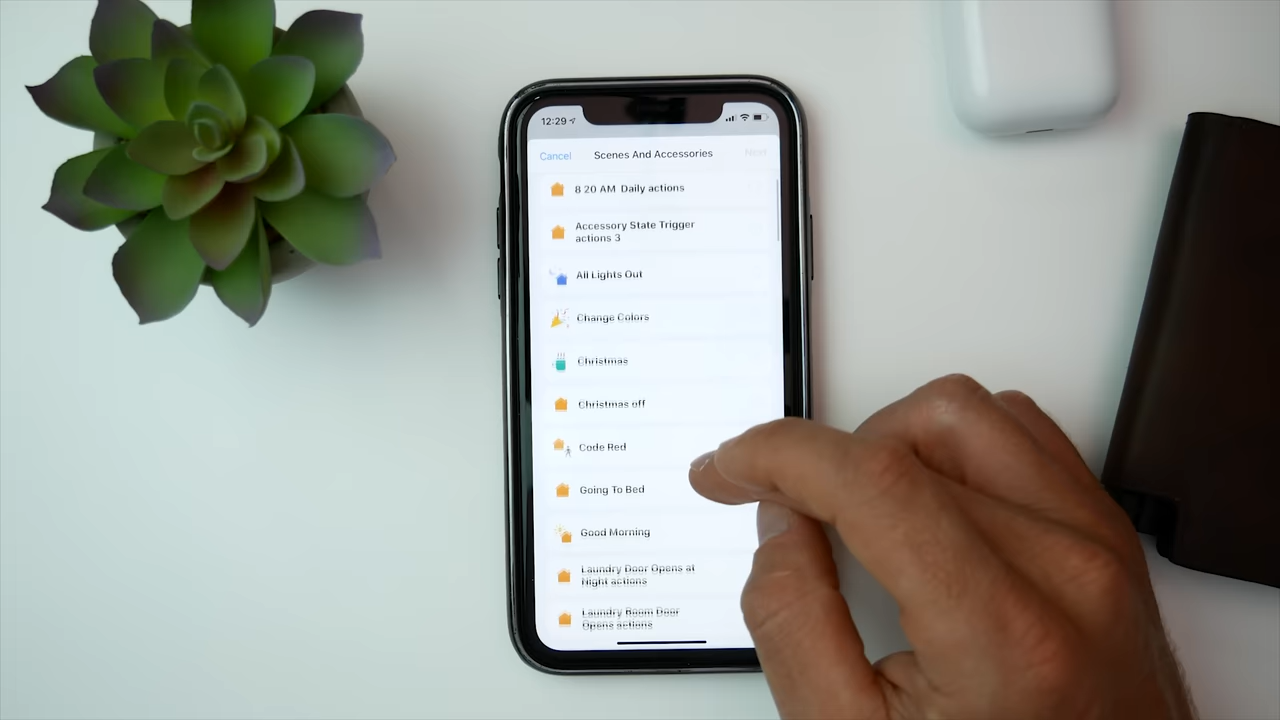 12:29
Cancel Scenes And Accessories Next
8 20 AM Daily actions
Accessory State Trigger
actions 3
All Lights Out
Change Colors
Christmas
Christmas off
Code Red
Going To Bed
Good Morning
Laundry Door Opens at
Night actions
Laundry Room Door
Opens actions